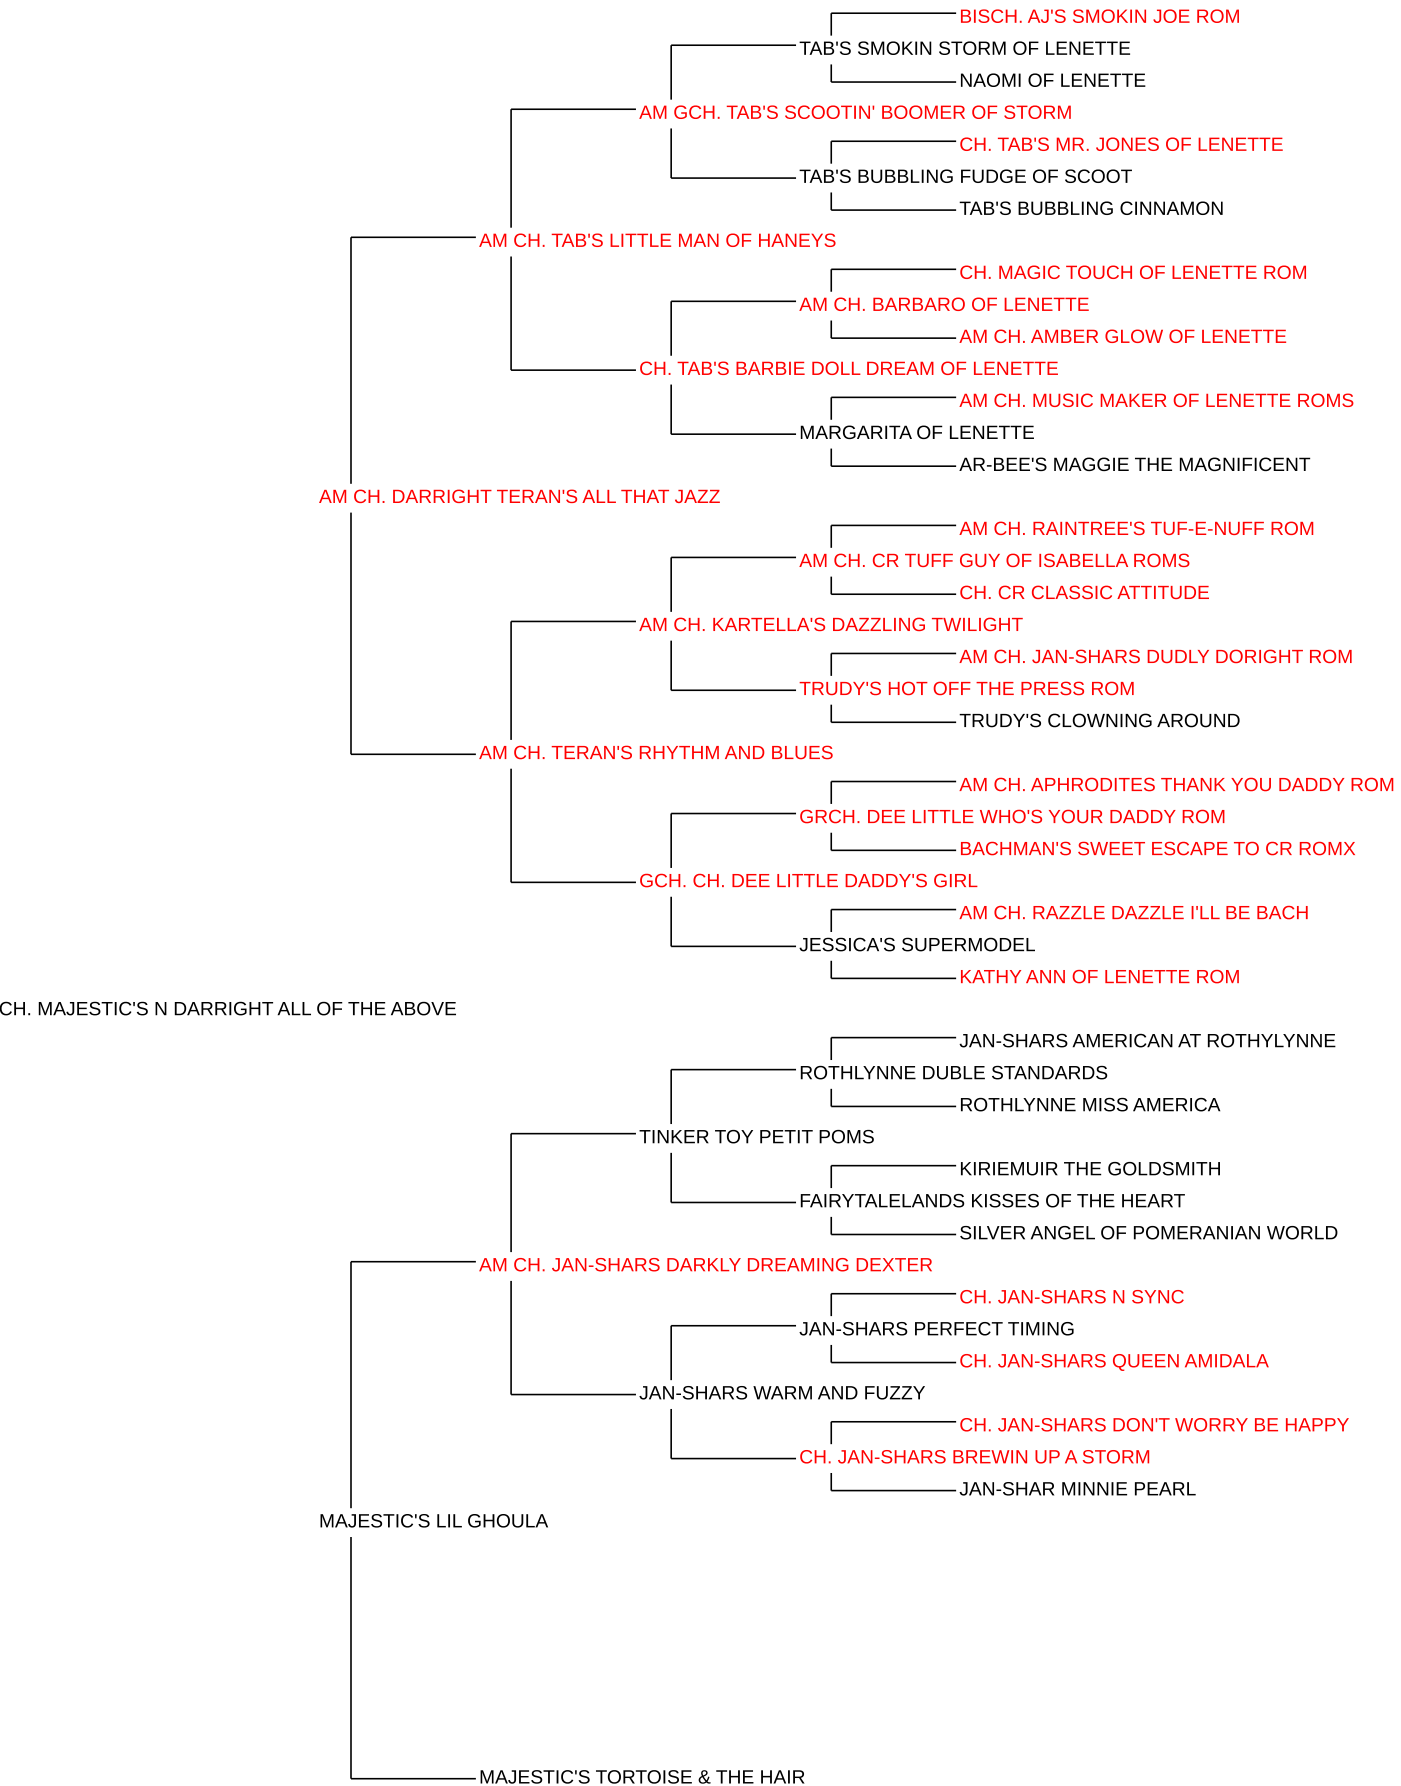 BISCH. AJ'S SMOKIN JOE ROM
TAB'S SMOKIN STORM OF LENETTE
NAOMI OF LENETTE
AM GCH. TAB'S SCOOTIN' BOOMER OF STORM
CH. TAB'S MR. JONES OF LENETTE
TAB'S BUBBLING FUDGE OF SCOOT
TAB'S BUBBLING CINNAMON
AM CH. TAB'S LITTLE MAN OF HANEYS
CH. MAGIC TOUCH OF LENETTE ROM
AM CH. BARBARO OF LENETTE
AM CH. AMBER GLOW OF LENETTE
CH. TAB'S BARBIE DOLL DREAM OF LENETTE
AM CH. MUSIC MAKER OF LENETTE ROMS
MARGARITA OF LENETTE
AR-BEE'S MAGGIE THE MAGNIFICENT
AM CH. DARRIGHT TERAN'S ALL THAT JAZZ
AM CH. RAINTREE'S TUF-E-NUFF ROM
AM CH. CR TUFF GUY OF ISABELLA ROMS
CH. CR CLASSIC ATTITUDE
AM CH. KARTELLA'S DAZZLING TWILIGHT
AM CH. JAN-SHARS DUDLY DORIGHT ROM
TRUDY'S HOT OFF THE PRESS ROM
TRUDY'S CLOWNING AROUND
AM CH. TERAN'S RHYTHM AND BLUES
AM CH. APHRODITES THANK YOU DADDY ROM
GRCH. DEE LITTLE WHO'S YOUR DADDY ROM
BACHMAN'S SWEET ESCAPE TO CR ROMX
GCH. CH. DEE LITTLE DADDY'S GIRL
AM CH. RAZZLE DAZZLE I'LL BE BACH
JESSICA'S SUPERMODEL
KATHY ANN OF LENETTE ROM
CH. MAJESTIC'S N DARRIGHT ALL OF THE ABOVE
JAN-SHARS AMERICAN AT ROTHYLYNNE
ROTHLYNNE DUBLE STANDARDS
ROTHLYNNE MISS AMERICA
TINKER TOY PETIT POMS
KIRIEMUIR THE GOLDSMITH
FAIRYTALELANDS KISSES OF THE HEART
SILVER ANGEL OF POMERANIAN WORLD
AM CH. JAN-SHARS DARKLY DREAMING DEXTER
CH. JAN-SHARS N SYNC
JAN-SHARS PERFECT TIMING
CH. JAN-SHARS QUEEN AMIDALA
JAN-SHARS WARM AND FUZZY
CH. JAN-SHARS DON'T WORRY BE HAPPY
CH. JAN-SHARS BREWIN UP A STORM
JAN-SHAR MINNIE PEARL
MAJESTIC'S LIL GHOULA
MAJESTIC'S TORTOISE & THE HAIR